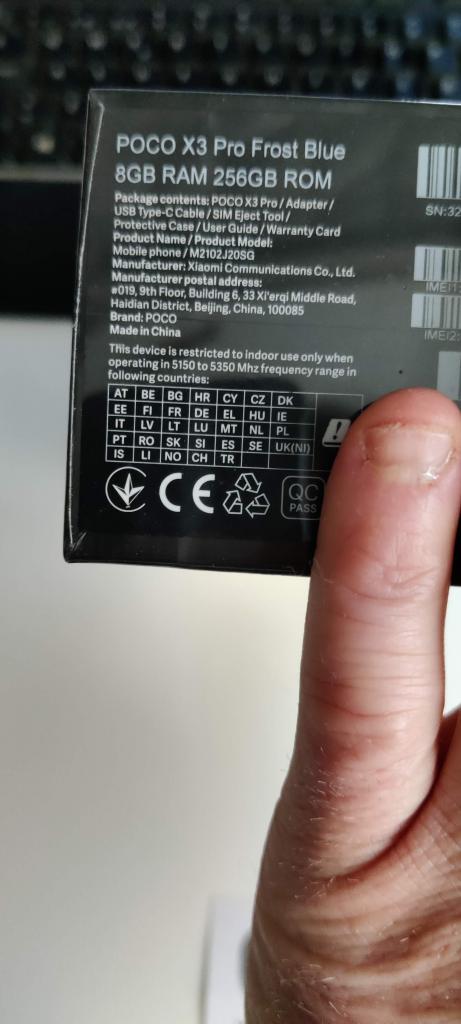 POCO X3 Pro Frost Blue
8GB RAM 256GB ROM
Package contents: POCO X3 Pro / Adapter /
USB Type-C Cable / SIM Eject Tool /
Protective Case / User Guide / Warranty Card
Product Name / Product Model:
Mobile phone / M2102J20SG
Manufacturer: Xiaomi Communications Co., Ltd.
Manufacturer postal address:
#019, 9th Floor, Building 6, 33 Xi'erqi Middle Road,
Haidian District, Beijing, China, 100085
Brand: POCO
Made in China
This device is restricted to indoor use only when
operating in 5150 to 5350 Mhz frequency range in
following countries:
AT BE BG HR CY CZ DK
EE FI FR DE EL HU IE
IT LV LT LU MT NL PL
PT RO SK SI ES SE UK(NI)
IS LI NO CH TR
CE
QC
PASS
SN:32
IMEI1:
IMEI2: